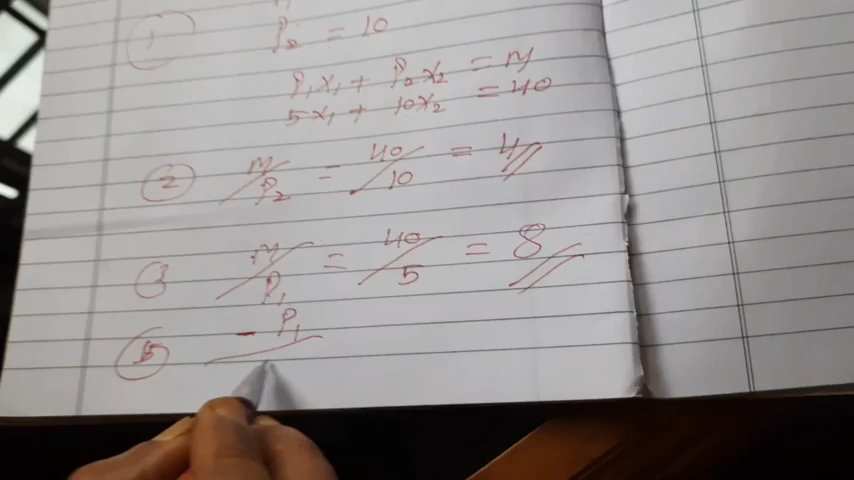 ① P₂ = 10
P₁x₁ + P₂x₂ = M
5x₁ + 10x₂ = 40
② M/P₂ = 40/10 = 4
③ M/P₁ = 40/5 = 8
⑤ - P₁/